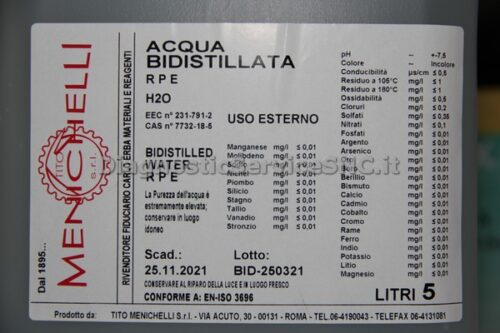 MENICHELLI
TITO
s.r.l.
Dal 1895...
RIVENDITORE FIDUCIARIO CARLO ERBA MATERIALI E REAGENTI
ACQUA
BIDISTILLATA
R P E
H2O
EEC n° 231-791-2
CAS n° 7732-18-5
USO ESTERNO
BIDISTILLED
WATER
R P E
La Purezza dell'acqua è
estremamente elevata;
conservare in luogo
idoneo
Manganese mg/l ≤ 0,01
Molibdeno mg/l ≤ 0,01
mg/l ≤ 0,01
mg/l ≤ 0,01
Piombo mg/l ≤ 0,01
Silicio mg/l ≤ 0,01
Stagno mg/l ≤ 0,01
Tallio mg/l ≤ 0,01
Vanadio mg/l ≤ 0,01
Stronzio mg/l ≤ 0,01
pH -- +-7,5
Colore -- Incolore
Conducibilità µs/cm ≤ 0,6
Residuo a 105°C mg/l ≤ 1
Residuo a 180°C mg/l ≤ 1
Ossidabilità mg/l ≤ 0,5
Cloruri mg/l ≤ 0,2
Solfati mg/l ≤ 0,35
Nitrati mg/l ≤ 0,1
Fosfati mg/l ≤ 0,01
Argento mg/l ≤ 0,01
Arsenico mg/l ≤ 0,01
mg/l ≤ 0,01
mg/l ≤ 0,01
Berillio mg/l ≤ 0,01
Bismuto mg/l ≤ 0,01
Calcio mg/l ≤ 0,01
Cadmio mg/l ≤ 0,01
Cobalto mg/l ≤ 0,01
Cromo mg/l ≤ 0,01
Rame mg/l ≤ 0,01
Ferro mg/l ≤ 0,01
Indio mg/l ≤ 0,01
Litio mg/l ≤ 0,01
Magnesio mg/l ≤ 0,01
Scad.: Lotto:
25.11.2021 BID-250321
CONSERVARE AL RIPARO DELLA LUCE E IN LUOGO FRESCO
CONFORME A: EN-ISO 3696
LITRI 5
Prodotto da: TITO MENICHELLI S.r.l. - VIA ACUTO, 30 - 00131 - ROMA - TEL. 06-4190043 - TELEFAX 06-4131081